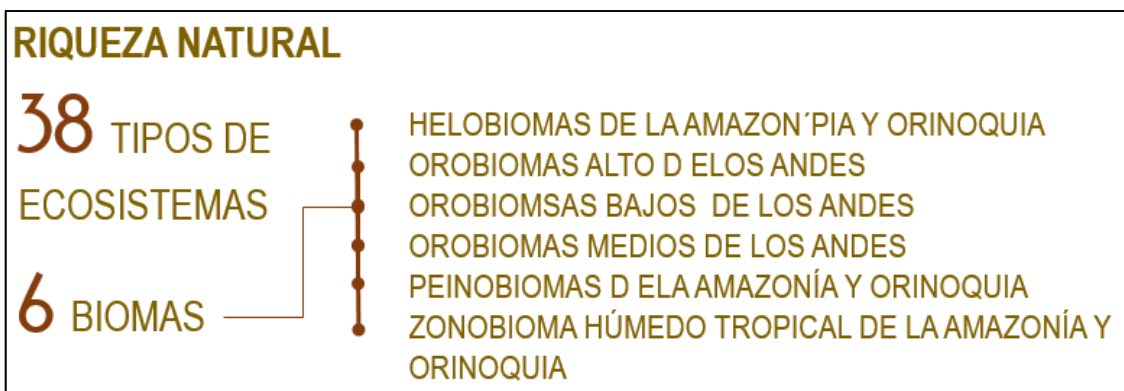 RIQUEZA NATURAL
38 TIPOS DE
ECOSISTEMAS
6 BIOMAS
HELOBIOMAS DE LA AMAZON´PIA Y ORINOQUIA
OROBIOMAS ALTO D ELOS ANDES
OROBIOMSAS BAJOS DE LOS ANDES
OROBIOMAS MEDIOS DE LOS ANDES
PEINOBIOMAS D ELA AMAZONÍA Y ORINOQUIA
ZONOBIOMA HÚMEDO TROPICAL DE LA AMAZONÍA Y
ORINOQUIA